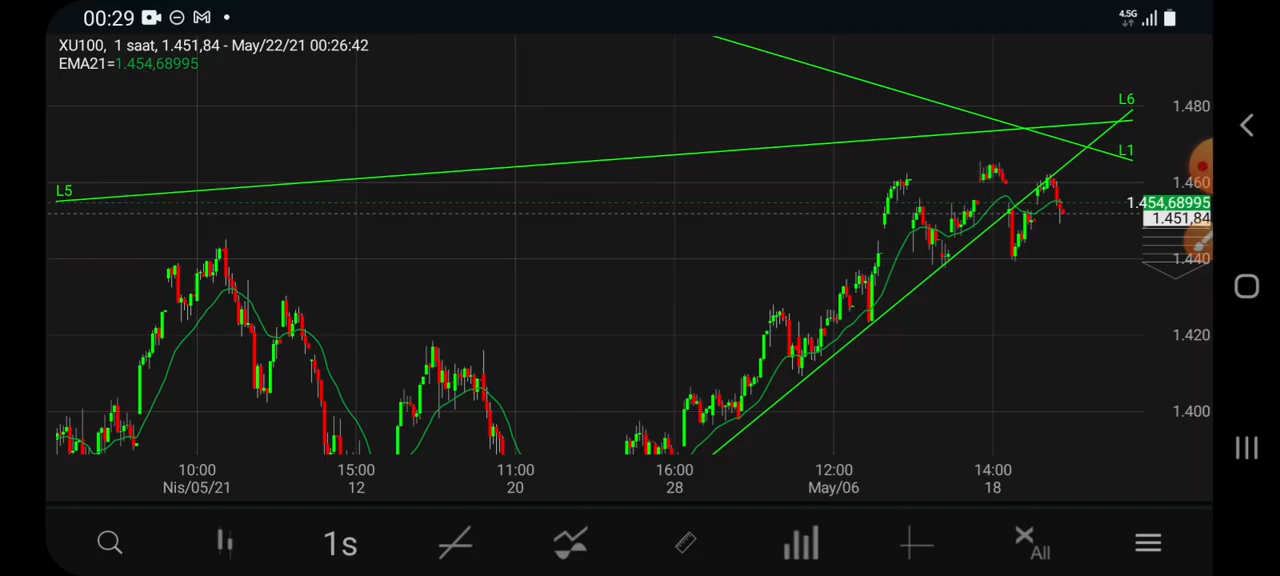 00:29
4.5G
XU100, 1 saat, 1.451,84 - May/22/21 00:26:42
EMA21=1.454,68995
L6
1.480
L1
L5
1.460
1.454,68995
1.451,84
1.440
1.420
1.400
10:00 15:00 11:00 16:00 12:00 14:00
Nis/05/21 12 20 28 May/06 18
1s
All